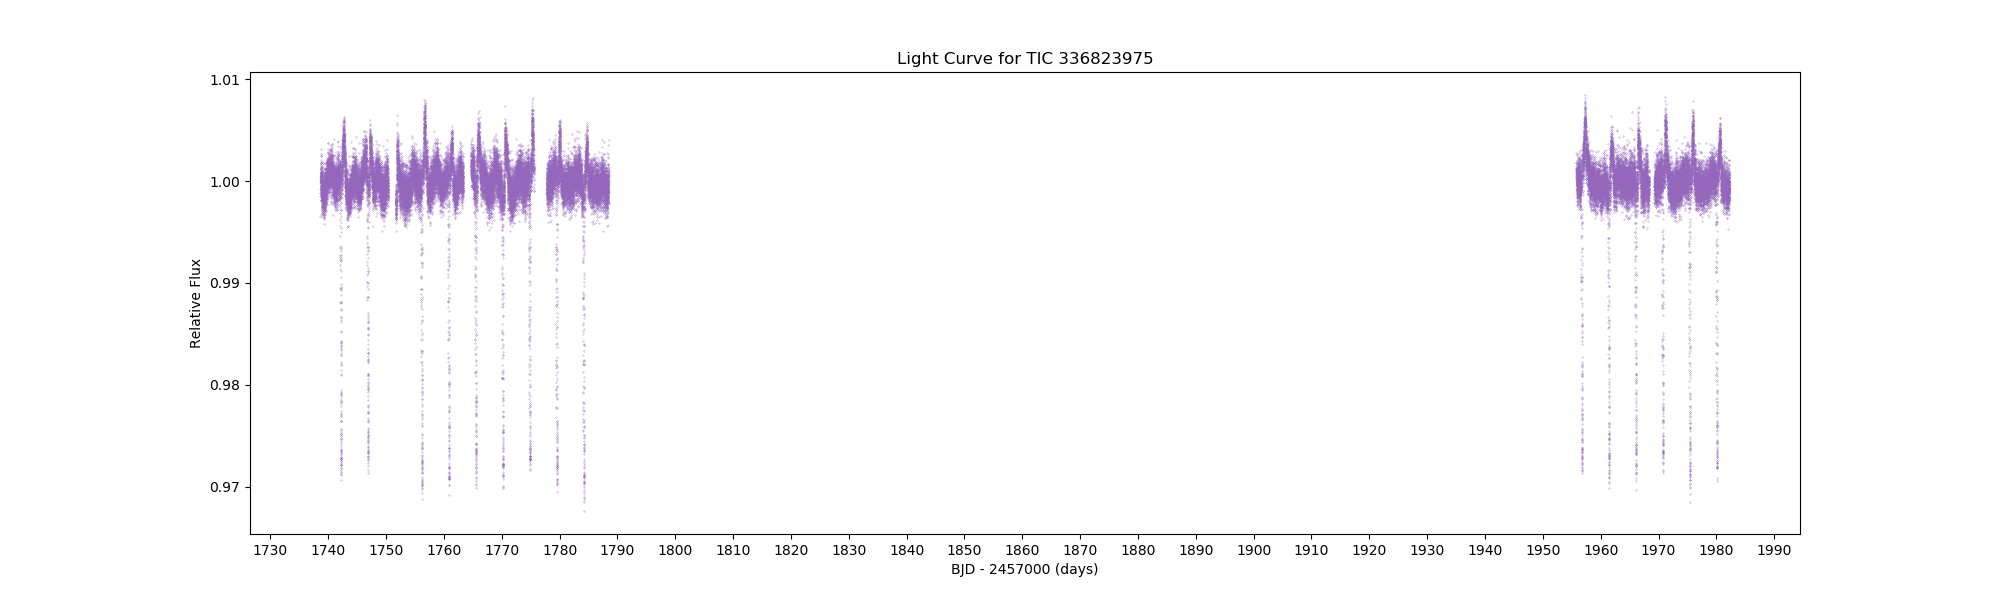 Light Curve for TIC 336823975
1.01
1.00
0.99
0.98
0.97
Relative Flux
1730 1740 1750 1760 1770 1780 1790 1800 1810 1820 1830 1840 1850 1860 1870 1880 1890 1900 1910 1920 1930 1940 1950 1960 1970 1980 1990
BJD - 2457000 (days)